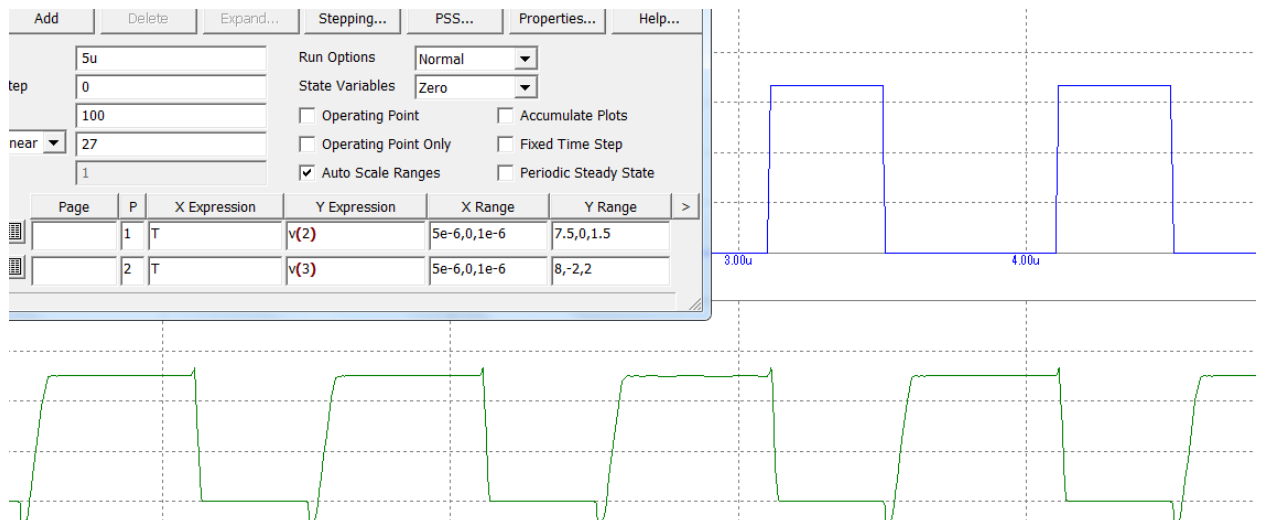 Add Delete Expand... Stepping... PSS... Properties... Help...
5u Run Options Normal
tep 0 State Variables Zero
100 Operating Point Accumulate Plots
near 27 Operating Point Only Fixed Time Step
1 Auto Scale Ranges Periodic Steady State
Page P X Expression Y Expression X Range Y Range >
1 T v(2) 5e-6,0,1e-6 7.5,0,1.5
2 T v(3) 5e-6,0,1e-6 8,-2,2
3.00u 4.00u